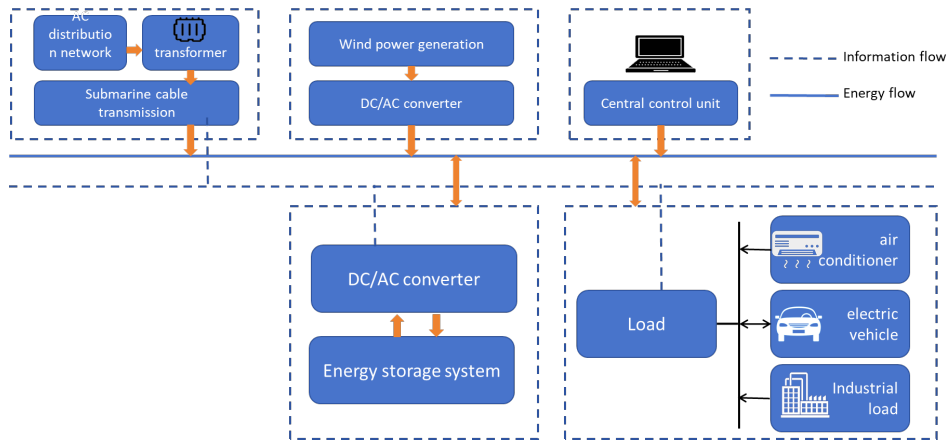 AC
distributio
n network
transformer
Submarine cable
transmission
Wind power generation
DC/AC converter
Central control unit
Information flow
Energy flow
DC/AC converter
Energy storage system
Load
air
conditioner
electric
vehicle
Industrial
load